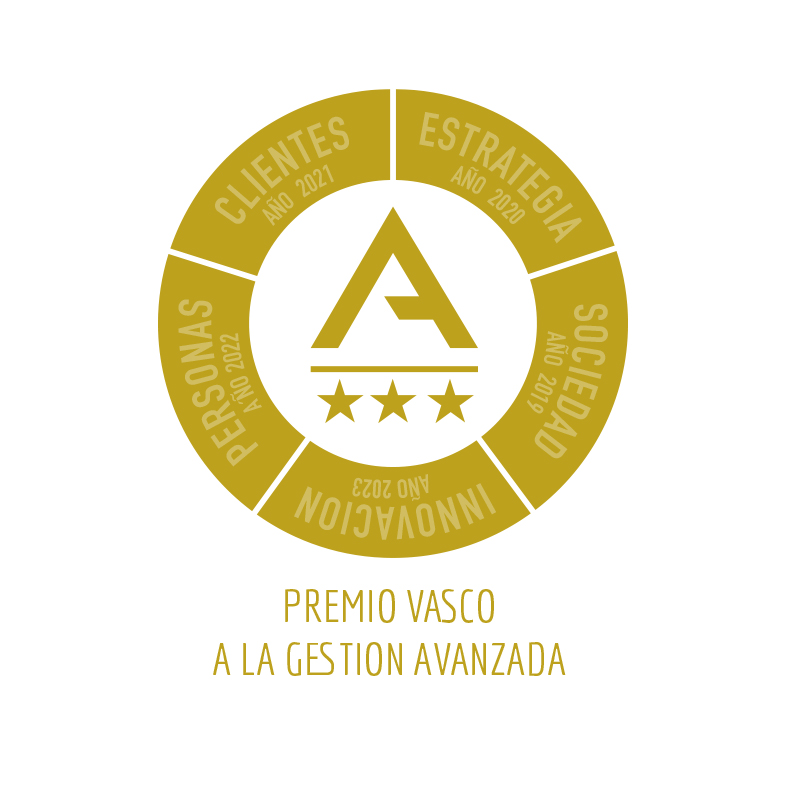 CLIENTES
AÑO 2021
ESTRATEGIA
AÑO 2020
PERSONAS
AÑO 2022
SOCIEDAD
AÑO 2019
INNOVACION
AÑO 2023
PREMIO VASCO
A LA GESTION AVANZADA